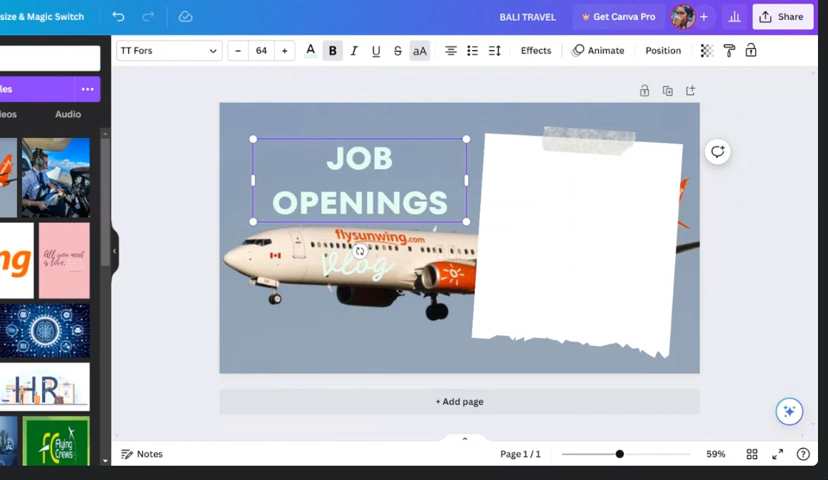 size & Magic Switch
BALI TRAVEL
Get Canva Pro
Share
TT Fors
64
A
B
I
U
S
aA
Effects
Animate
Position
les
eos
Audio
JOB
OPENINGS
flysunwing.com
Vlog
ng
All you need
is love.
HR
FC Flying
Crews
+ Add page
Notes
Page 1 / 1
59%